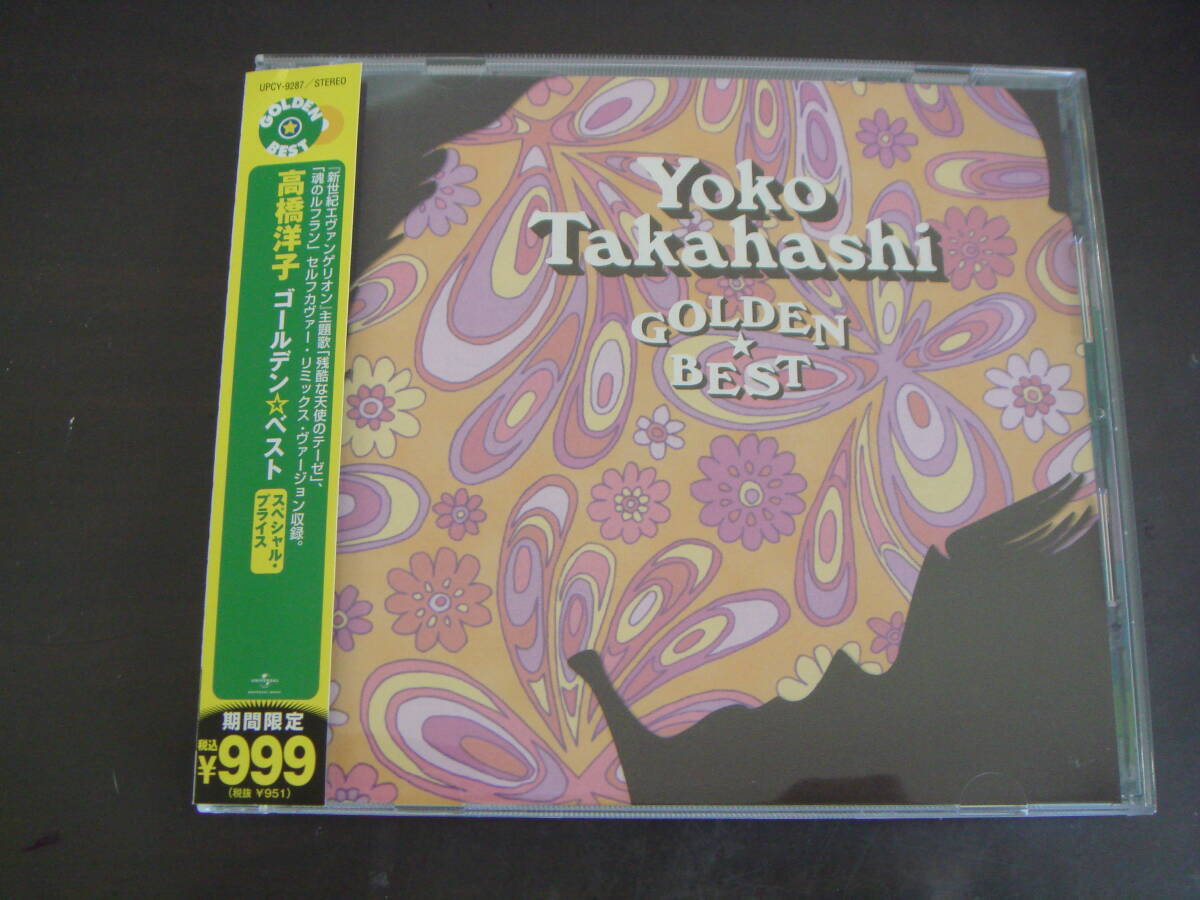 UPCY-9287／STEREO
GOLDEN
BEST
「新世紀エヴァンゲリオン」主題歌「残酷な天使のテーゼ」、
「魂のルフラン」セルフカヴァー・リミックス・ヴァージョン収録。
高橋洋子 ゴールデン☆ベスト
スペシャル・
プライス
UNIVERSAL
UNIVERSAL MUSIC
期間限定
税込
¥999
(税抜 ¥951)
Yoko
Takahashi
GOLDEN
★
BEST